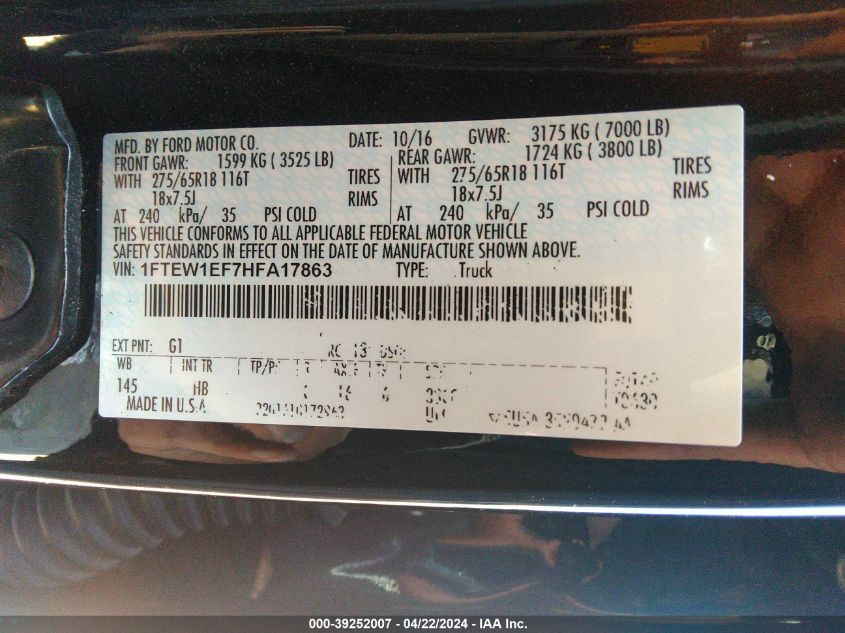 MFD. BY FORD MOTOR CO. DATE: 10/16 GVWR: 3175 KG ( 7000 LB)
FRONT GAWR: 1599 KG ( 3525 LB) REAR GAWR: 1724 KG ( 3800 LB)
WITH 275/65R18 116T TIRES WITH 275/65R18 116T TIRES
18x7.5J RIMS 18x7.5J RIMS
AT 240 kPa/ 35 PSI COLD AT 240 kPa/ 35 PSI COLD
THIS VEHICLE CONFORMS TO ALL APPLICABLE FEDERAL MOTOR VEHICLE
SAFETY STANDARDS IN EFFECT ON THE DATE OF MANUFACTURE SHOWN ABOVE.
VIN: 1FTEW1EF7HFA17863 TYPE: Truck
EXT PNT: G1
WB INT TR TP/PS
145 HB
MADE IN U.S.A
000-39252007 - 04/22/2024 - IAA Inc.